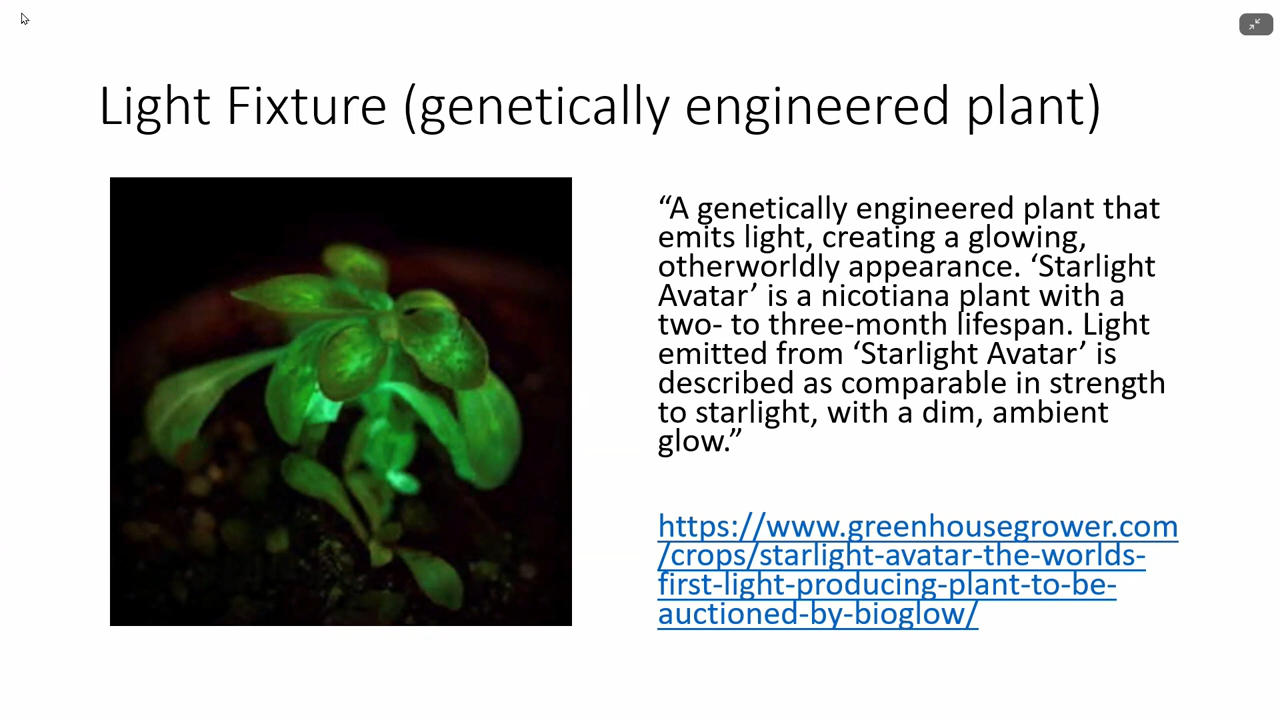 Light Fixture (genetically engineered plant)
“A genetically engineered plant that
emits light, creating a glowing,
otherworldly appearance. ‘Starlight
Avatar’ is a nicotiana plant with a
two- to three-month lifespan. Light
emitted from ‘Starlight Avatar’ is
described as comparable in strength
to starlight, with a dim, ambient
glow.”
https://www.greenhousegrower.com
/crops/starlight-avatar-the-worlds-
first-light-producing-plant-to-be-
auctioned-by-bioglow/